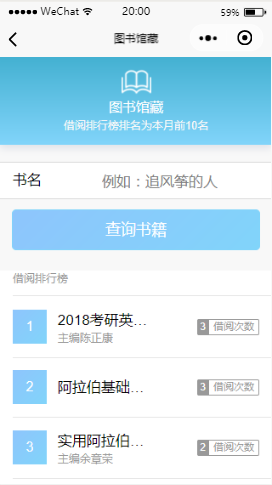 WeChat 20:00 59%
图书馆藏
图书馆藏
借阅排行榜排名为本月前10名
书名 例如：追风筝的人
查询书籍
借阅排行榜
1 2018考研英... 3 借阅次数
主编陈正康
2 阿拉伯基础... 3 借阅次数
3 实用阿拉伯... 2 借阅次数
主编余章荣